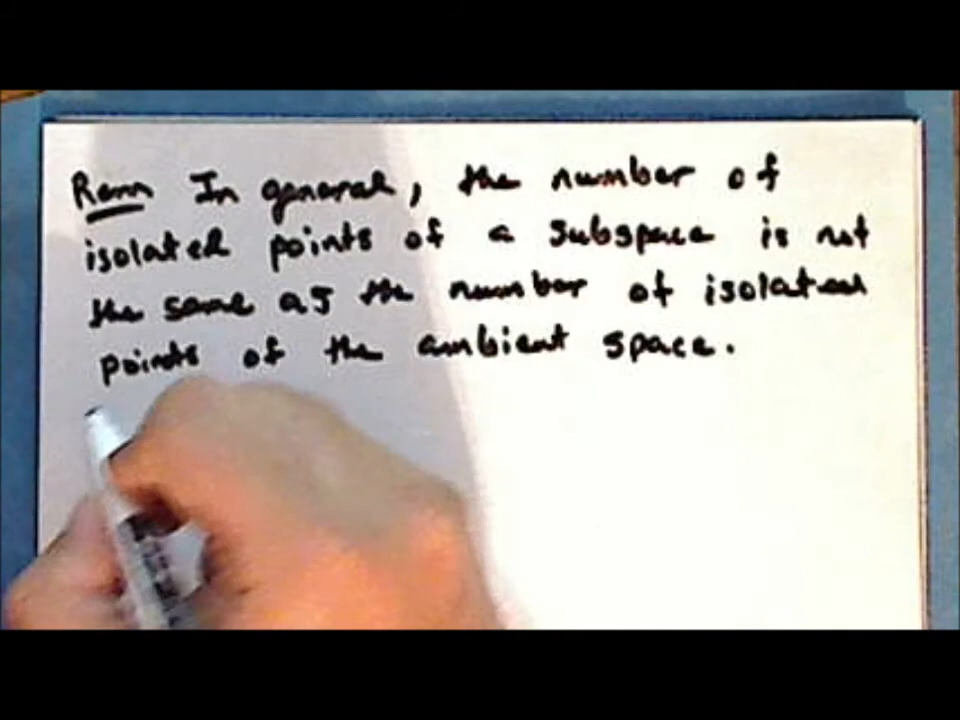 Rem In general, the number of
isolated points of a subspace is not
the same as the number of isolated
points of the ambient space.